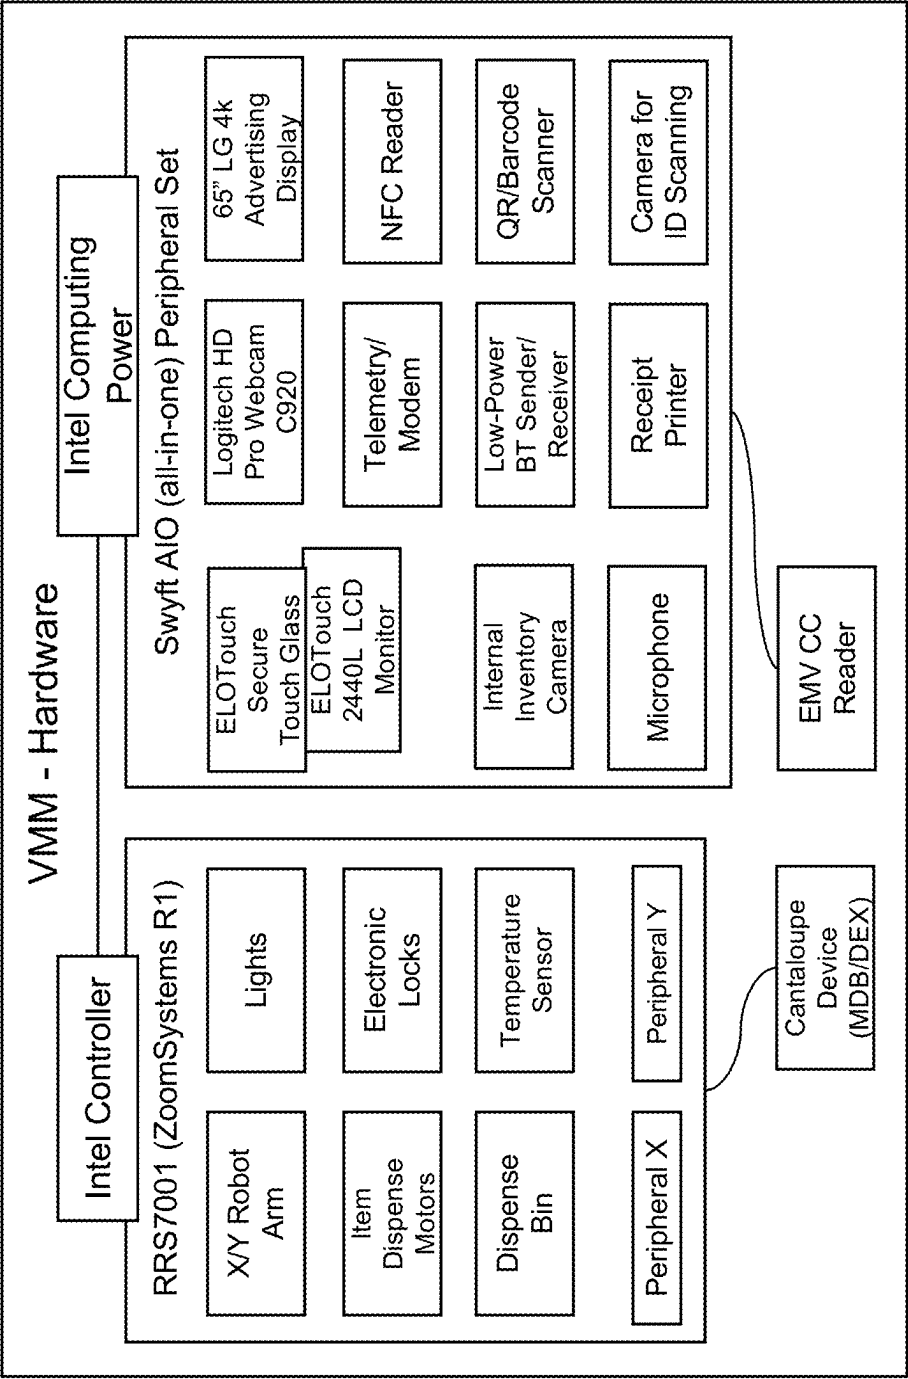 VMM - Hardware
Intel Controller
RRS7001 (ZoomSystems R1)
X/Y Robot
Arm
Lights
Item
Dispense
Motors
Electronic
Locks
Dispense
Bin
Temperature
Sensor
Peripheral X
Peripheral Y
Cantaloupe
Device
(MDB/DEX)
Intel Computing
Power
Swyft AIO (all-in-one) Peripheral Set
ELOTouch
Secure
Touch Glass
ELOTouch
2440L LCD
Monitor
Logitech HD
Pro Webcam
C920
65" LG 4k
Advertising
Display
Telemetry/
Modem
NFC Reader
Internal
Inventory
Camera
Low-Power
BT Sender/
Receiver
QR/Barcode
Scanner
Microphone
Receipt
Printer
Camera for
ID Scanning
EMV CC
Reader